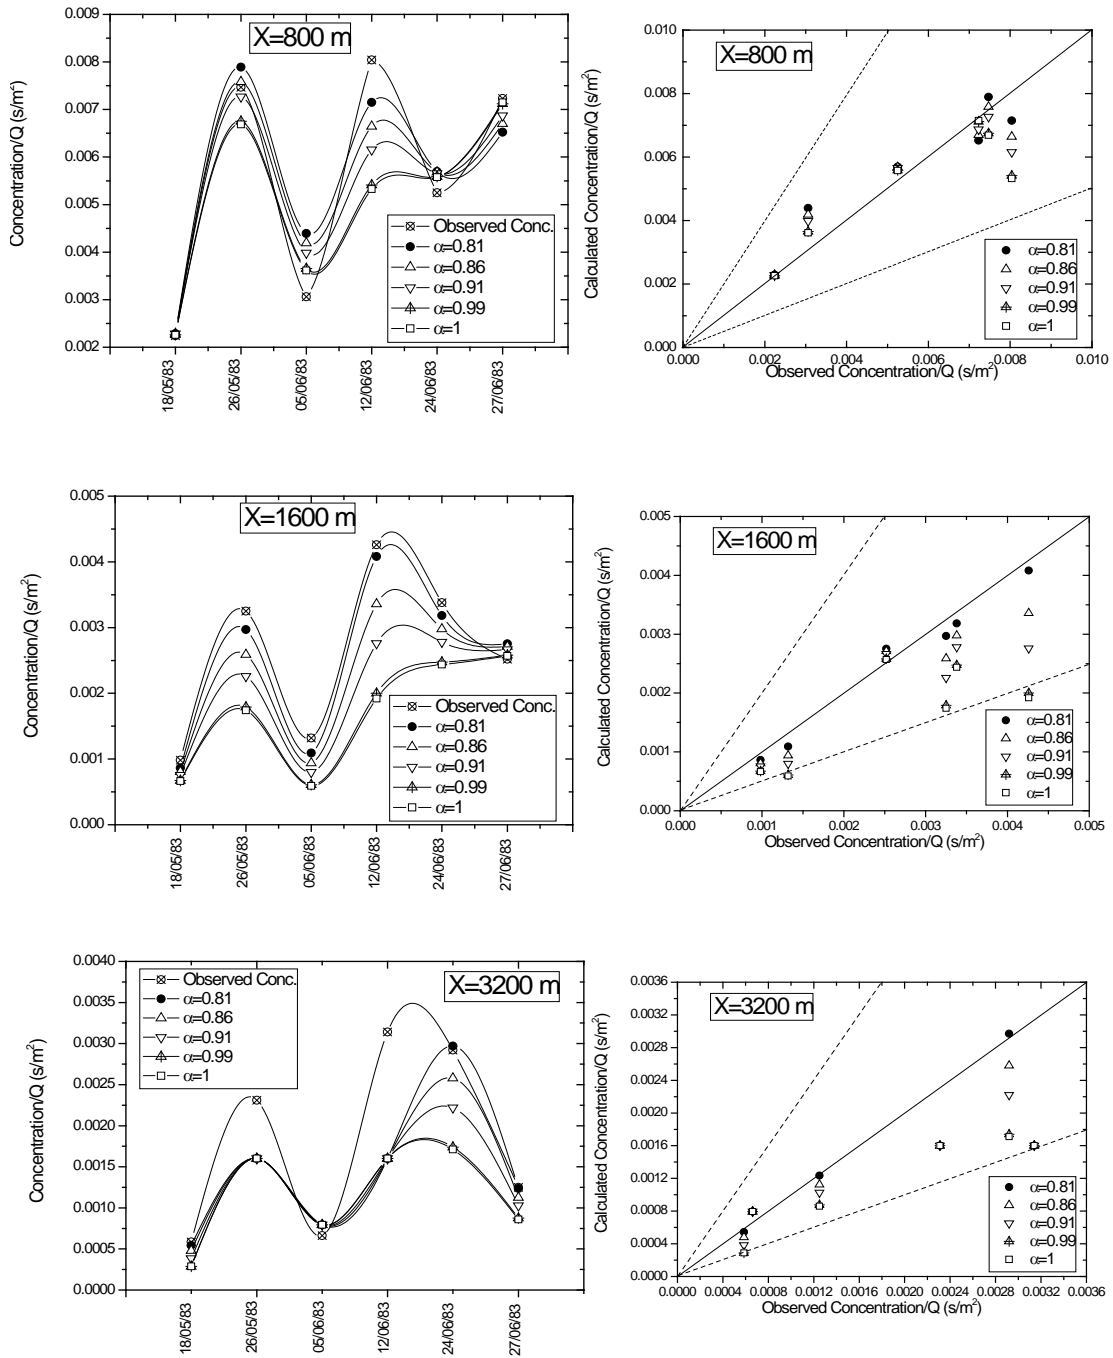 X=800 m
Concentration/Q (s/m²)
0.009
0.008
0.007
0.006
0.005
0.004
0.003
0.002
Observed Conc.
α=0.81
α=0.86
α=0.91
α=0.99
α=1
18/05/83
26/05/83
05/06/83
12/06/83
24/06/83
27/06/83
X=800 m
Calculated Concentration/Q (s/m²)
0.010
0.008
0.006
0.004
0.002
0.000
α=0.81
α=0.86
α=0.91
α=0.99
α=1
0.000 0.002 0.004 0.006 0.008 0.010
Observed Concentration/Q (s/m²)
X=1600 m
Concentration/Q (s/m²)
0.005
0.004
0.003
0.002
0.001
0.000
Observed Conc.
α=0.81
α=0.86
α=0.91
α=0.99
α=1
18/05/83
26/05/83
05/06/83
12/06/83
24/06/83
27/06/83
X=1600 m
Calculated Concentration/Q (s/m²)
0.005
0.004
0.003
0.002
0.001
0.000
α=0.81
α=0.86
α=0.91
α=0.99
α=1
0.000 0.001 0.002 0.003 0.004 0.005
Observed Concentration/Q (s/m²)
X=3200 m
Concentration/Q (s/m²)
0.0040
0.0035
0.0030
0.0025
0.0020
0.0015
0.0010
0.0005
0.0000
Observed Conc.
α=0.81
α=0.86
α=0.91
α=0.99
α=1
18/05/83
26/05/83
05/06/83
12/06/83
24/06/83
27/06/83
X=3200 m
Calculated Concentration/Q (s/m²)
0.0036
0.0032
0.0028
0.0024
0.0020
0.0016
0.0012
0.0008
0.0004
0.0000
α=0.81
α=0.86
α=0.91
α=0.99
α=1
0.0000 0.0004 0.0008 0.0012 0.0016 0.0020 0.0024 0.0028 0.0032 0.0036
Observed Concentration/Q (s/m²)